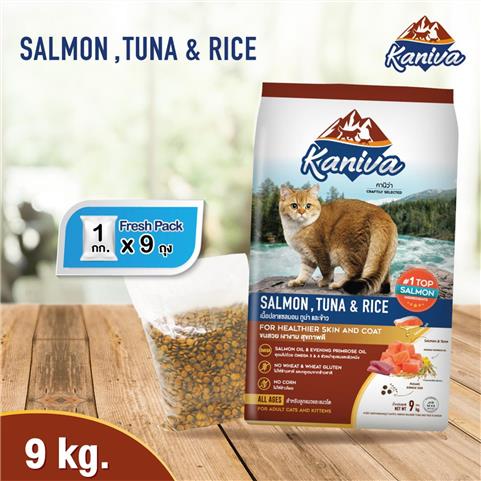 SALMON ,TUNA & RICE
Kaniva
1
กก.
Fresh Pack
x 9 ถุง
Kaniva
คานิว่า
CRAFTILY SELECTED
#1 TOP
SALMON
SALMON ,TUNA & RICE
เนื้อปลาแซลมอน ทูน่า และข้าว
FOR HEALTHIER SKIN AND COAT
ขนสวย เงางาม สุขภาพดี
SALMON OIL & EVENING PRIMROSE OIL
NO WHEAT & WHEAT GLUTEN
NO CORN
ALL AGES
FOR ADULT CATS AND KITTENS
Salmon & Tuna
NET WT 9 kg
9 kg.